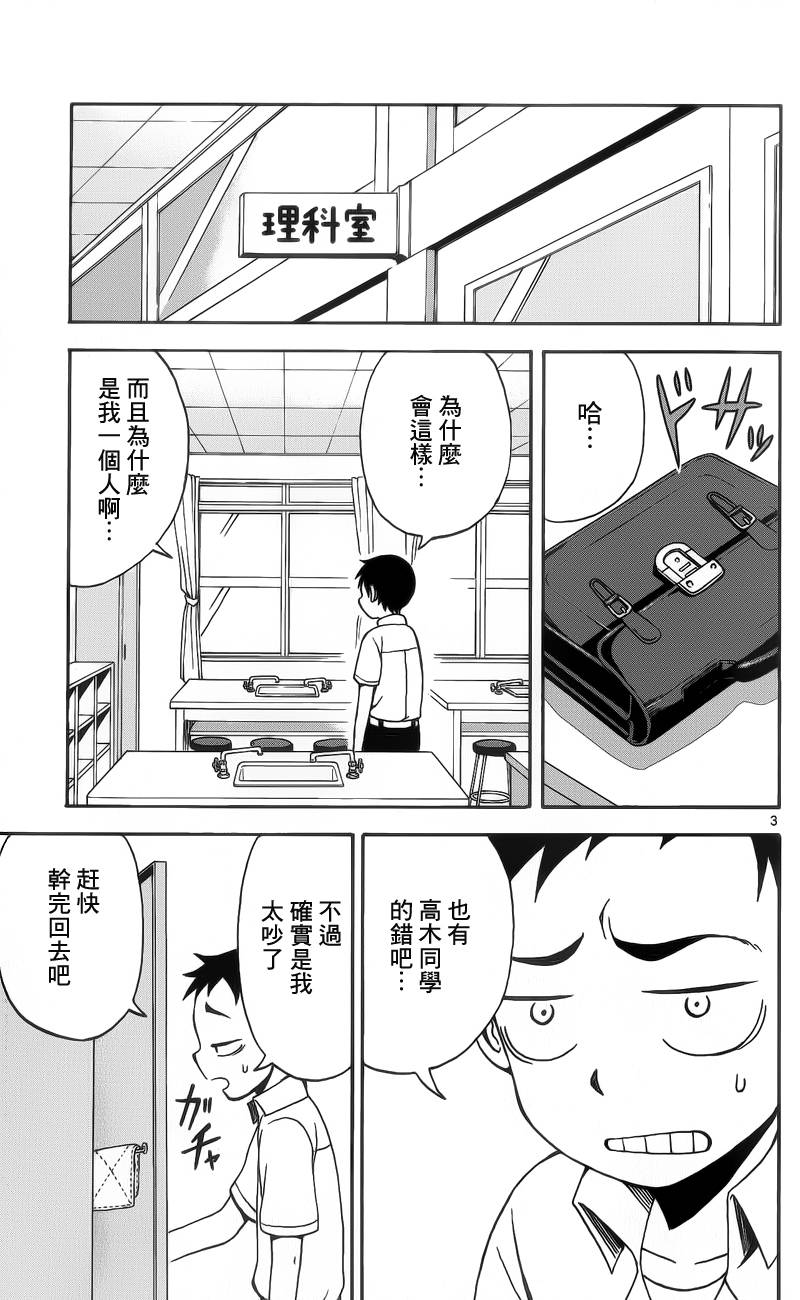 理科室
ドサッ
哈…
為什麼
會這樣…
而且為什麼
是我一個人啊…
3
也有
高木同學
的錯吧…
不過
確實是我
太吵了
ガチャ
趕快
幹完回去吧